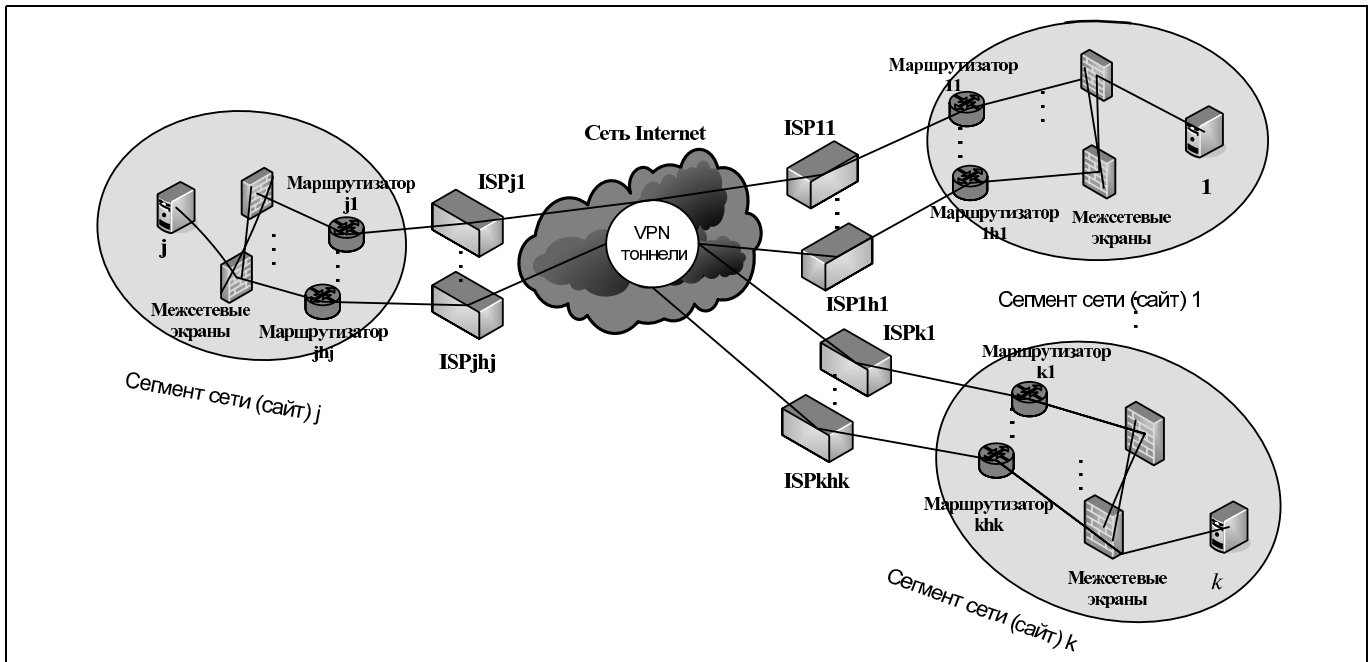 Маршрутизатор
11
ISP11
Сеть Internet
1
Маршрутизатор
1h1
Межсетевые
экраны
ISP1h1
Сегмент сети (сайт) 1
Маршрутизатор
j1
ISPj1
j
VPN
тоннели
Межсетевые
экраны
Маршрутизатор
jhj
ISPjhj
Сегмент сети (сайт) j
ISPk1
Маршрутизатор
k1
ISPkhk
Маршрутизатор
khk
Межсетевые
экраны
k
Сегмент сети (сайт) k